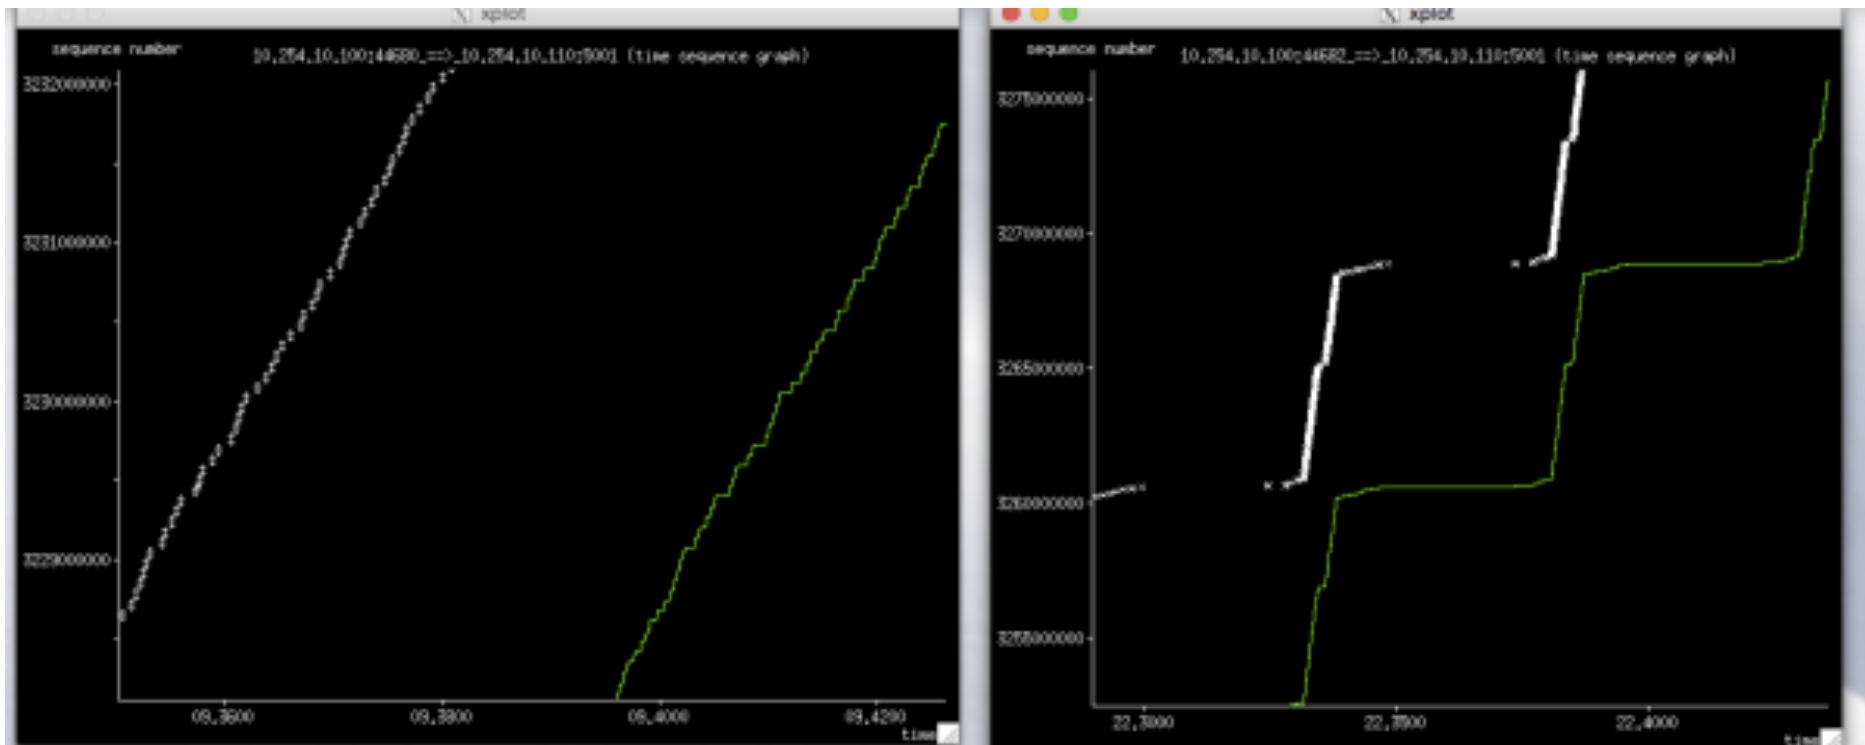 xplot
sequence number
10.254.10.100:44680_==>_10.254.10.110:5001 (time sequence graph)
3232000000
3231000000
3230000000
3229000000
09.3600 09.3800 09.4000 09.4200
time
xplot
sequence number
10.254.10.100:44682_==>_10.254.10.110:5001 (time sequence graph)
3275000000
3270000000
3265000000
3260000000
3255000000
22.3000 22.3500 22.4000
time